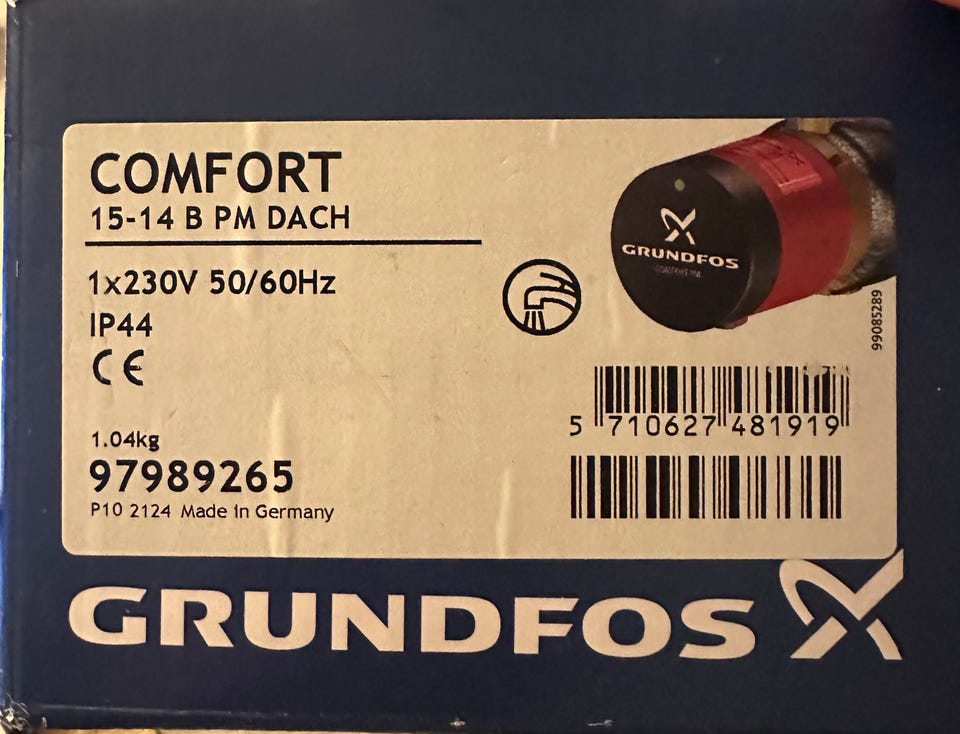 COMFORT
15-14 B PM DACH
1x230V 50/60Hz
IP44
CE
1.04kg
97989265
P10 2124 Made in Germany
GRUNDFOS
99085289
5 710627 481919
GRUNDFOS